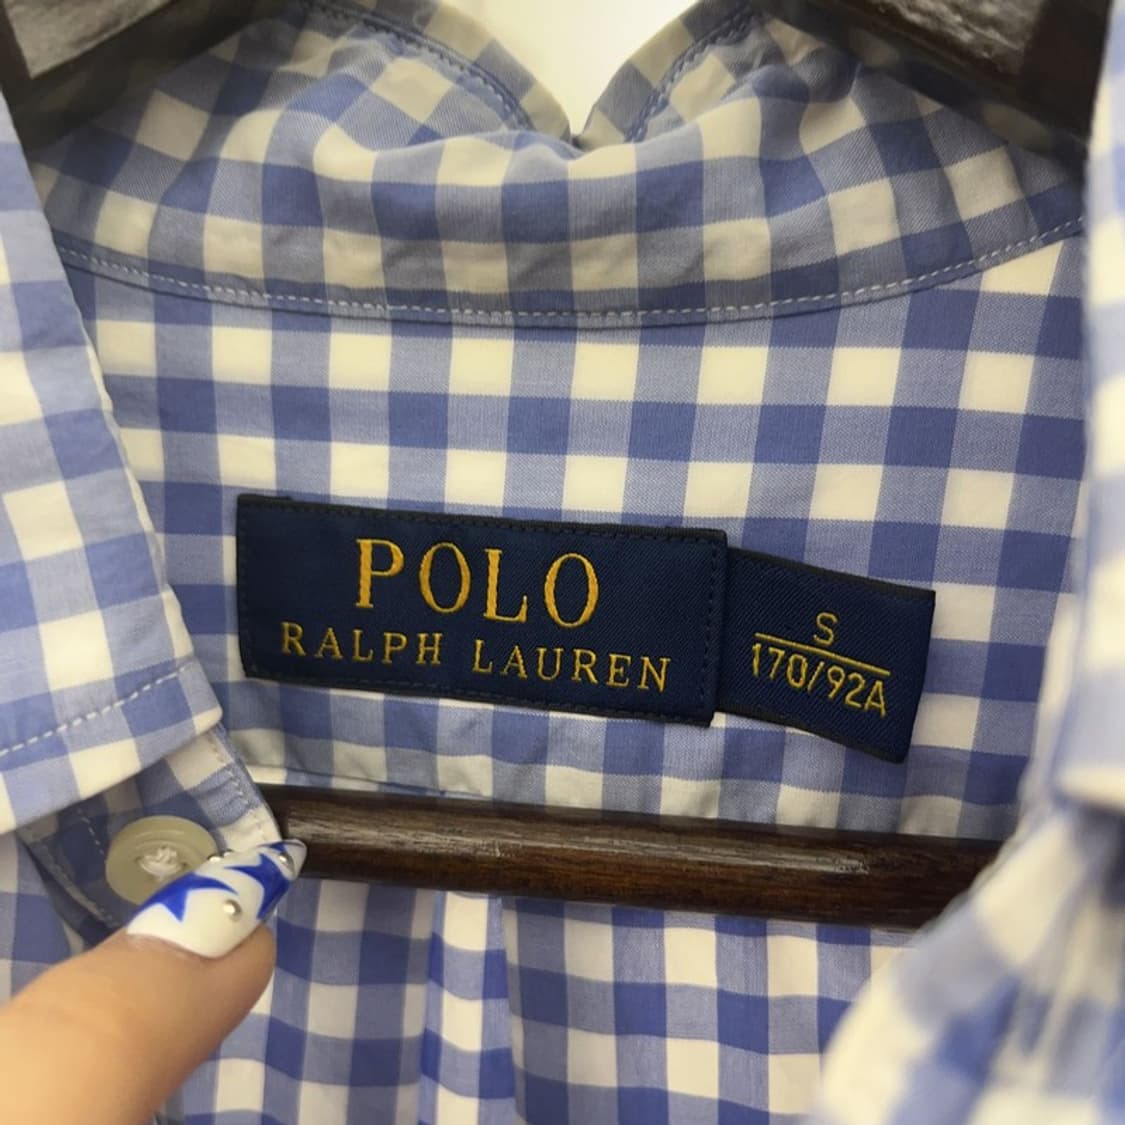 POLO
RALPH LAUREN
S
170/92A